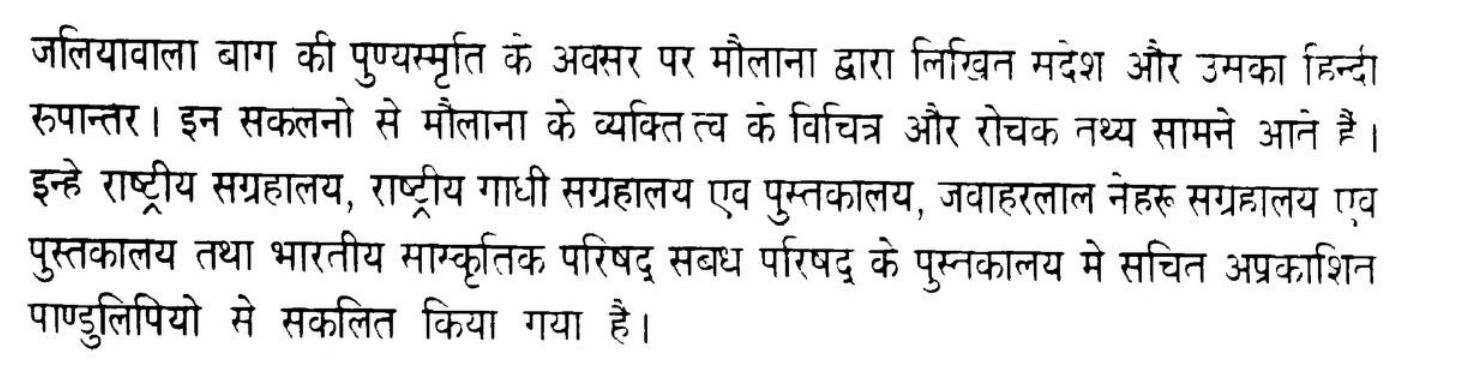 जलियावाला बाग की पुण्यस्मृति के अवसर पर मौलाना द्वारा लिखित सदेश और उसका हिन्दी
रुपान्तर। इन सकलनो से मौलाना के व्यक्तित्व के विचित्र और रोचक तथ्य सामने आते है।
इन्हे राष्ट्रीय सग्रहालय, राष्ट्रीय गाधी सग्रहालय एव पुस्तकालय, जवाहरलाल नेहरू सग्रहालय एव
पुस्तकालय तथा भारतीय सास्कृतिक परिषद् सबध परिषद् के पुस्तकालय मे सचित अप्रकाशित
पाण्डुलिपियो से सकलित किया गया है।